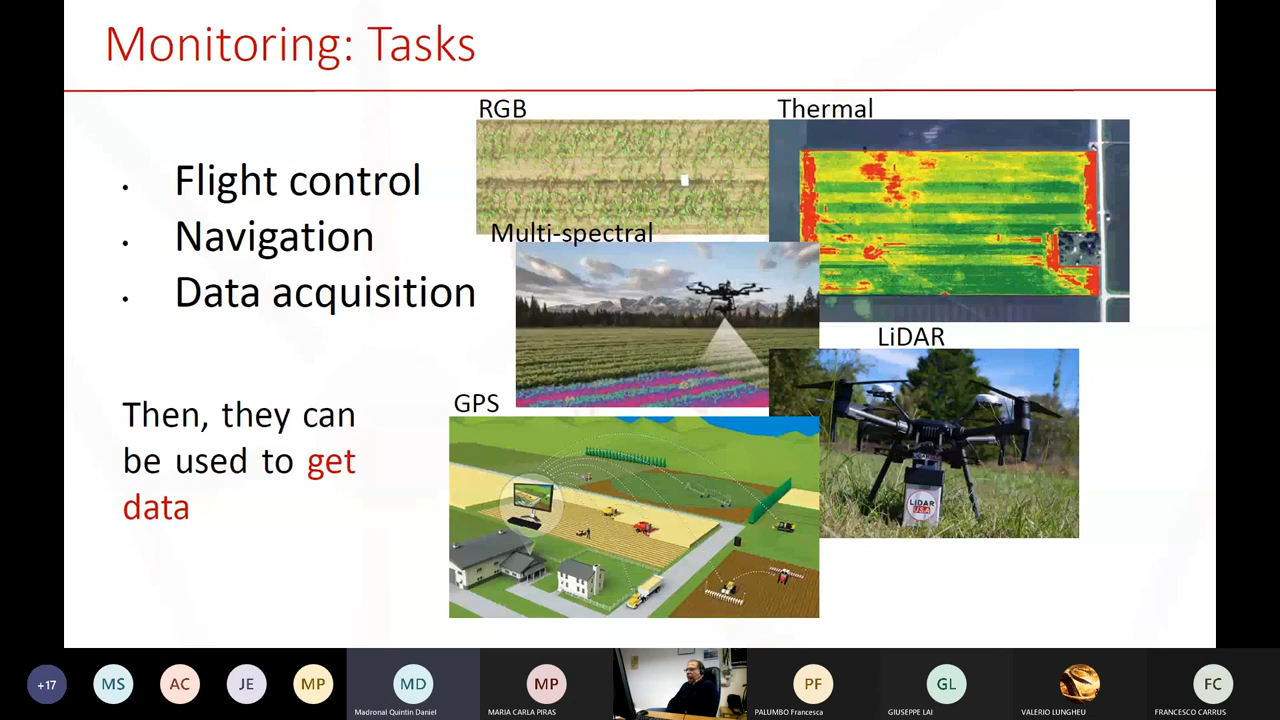 Monitoring: Tasks
RGB
Thermal
• Flight control
• Navigation
• Data acquisition
Multi-spectral
LiDAR
LiDAR
USA
GPS
Then, they can
be used to get
data
+17
MS
AC
JE
MP
MD
Madronal Quintin Daniel
MP
MARIA CARLA PIRAS
PF
PALUMBO Francesca
GL
GIUSEPPE LAI
VALERIO LUNGHEU
FC
FRANCESCO CARRUS